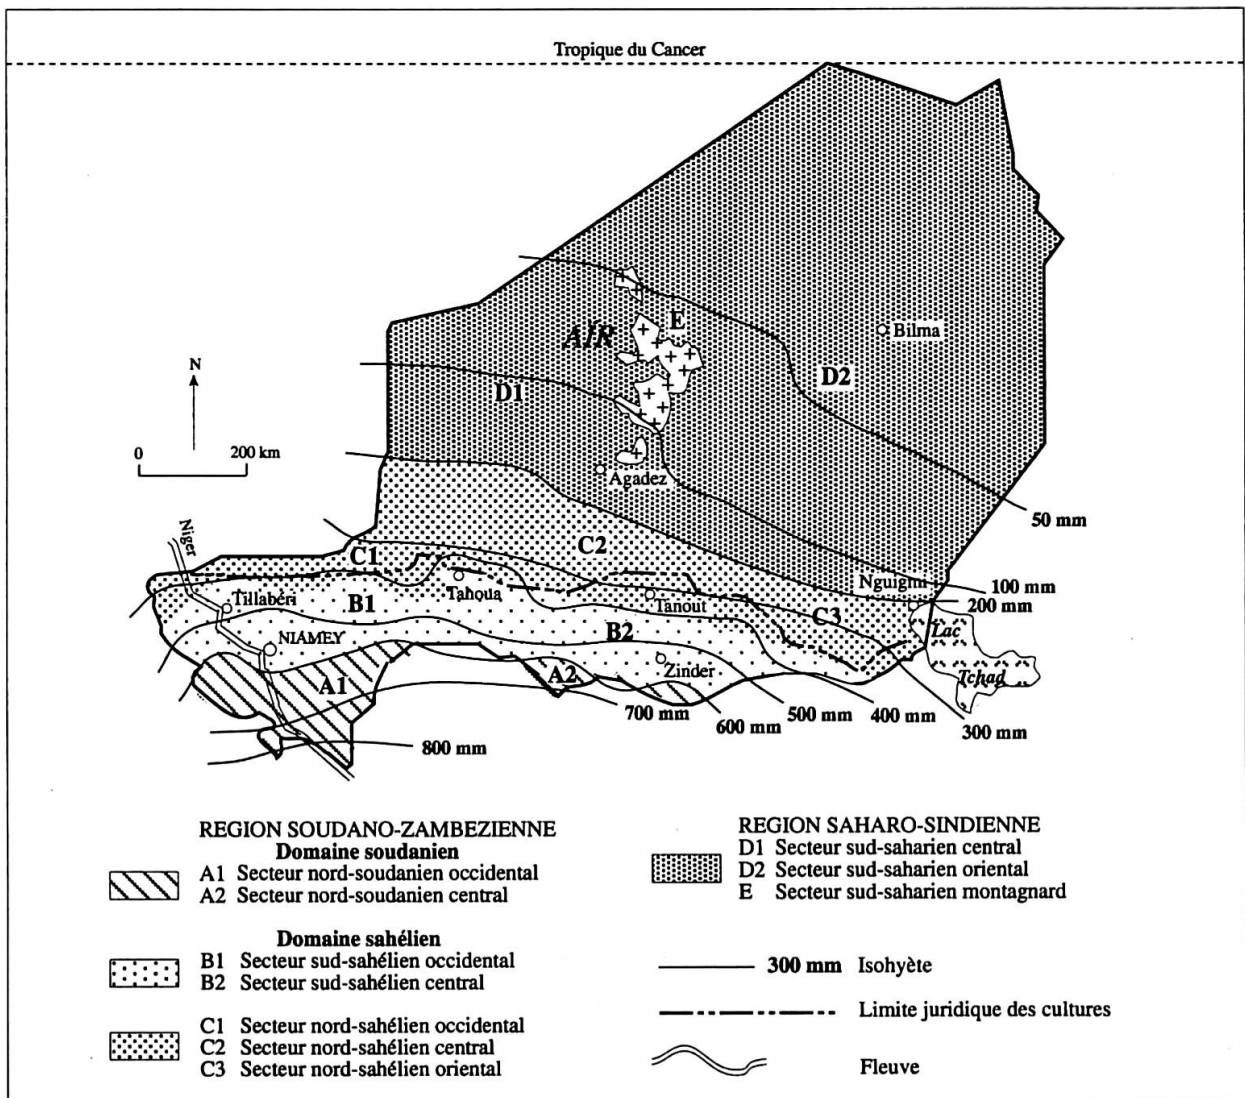 Tropique du Cancer
AÏR
E
Bilma
D2
N
D1
0 200 km
Agadez
50 mm
Niger
C1
C2
Nguigmi
100 mm
200 mm
Tillabéri
B1
Tahoua
Tanout
C3
Lac
Tchad
NIAMEY
B2
Zinder
A1
A2
700 mm
600 mm
500 mm
400 mm
300 mm
800 mm
REGION SOUDANO-ZAMBEZIENNE
Domaine soudanien
A1 Secteur nord-soudanien occidental
A2 Secteur nord-soudanien central
Domaine sahélien
B1 Secteur sud-sahélien occidental
B2 Secteur sud-sahélien central
C1 Secteur nord-sahélien occidental
C2 Secteur nord-sahélien central
C3 Secteur nord-sahélien oriental
REGION SAHARO-SINDIENNE
D1 Secteur sud-saharien central
D2 Secteur sud-saharien oriental
E Secteur sud-saharien montagnard
300 mm Isohyète
Limite juridique des cultures
Fleuve